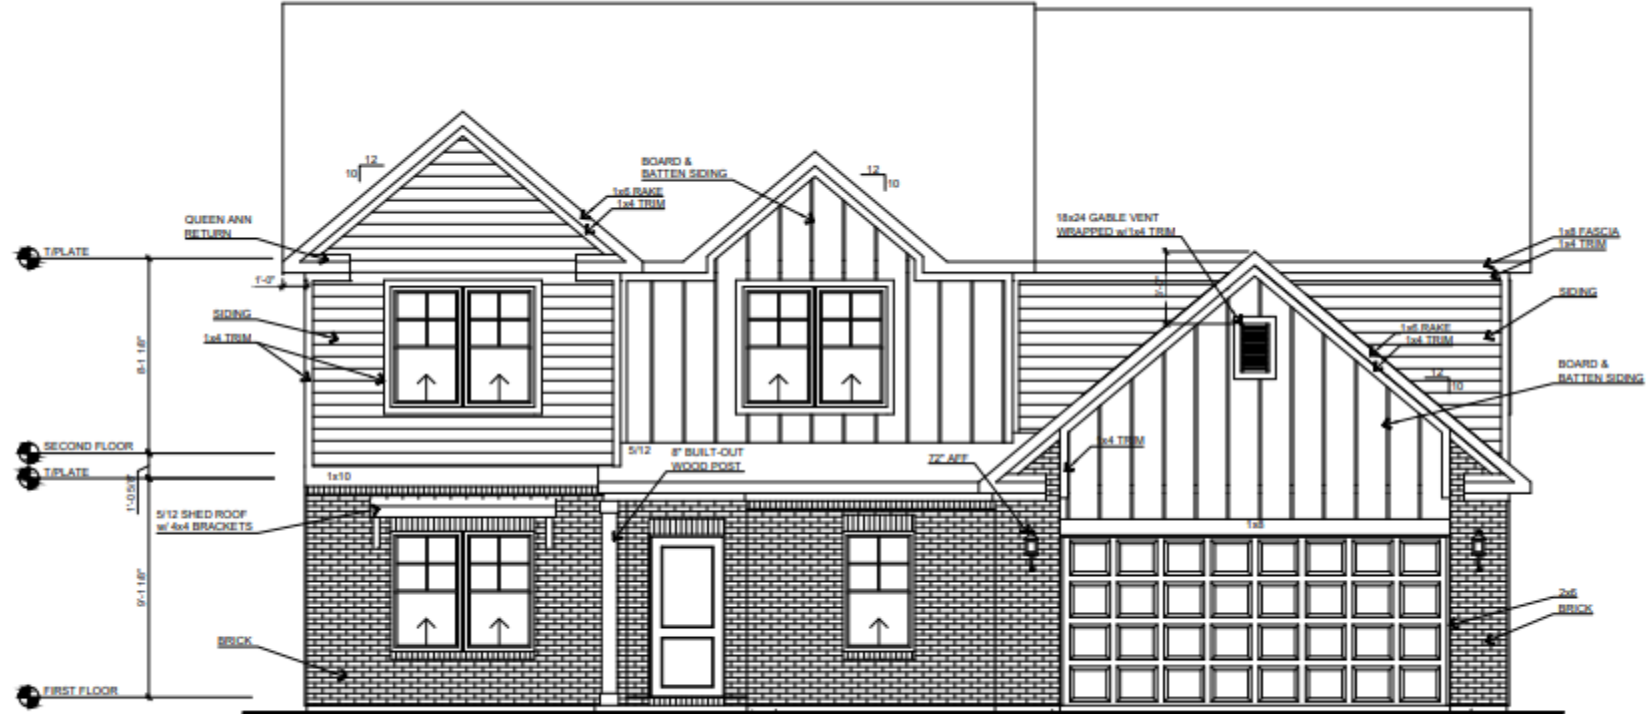 12
10
BOARD &
BATTEN SIDING
1x6 RAKE
1x4 TRIM
12
10
QUEEN ANN
RETURN
18x24 GABLE VENT
WRAPPED w/1x4 TRIM
1x8 FASCIA
1x4 TRIM
T/PLATE
1'-0"
SIDING
SIDING
1x4 TRIM
1x6 RAKE
1x4 TRIM
8'-1 1/8"
BOARD &
BATTEN SIDING
12
10
SECOND FLOOR
5/12
8" BUILT-OUT
WOOD POST
72" AFF
1x4 TRIM
T/PLATE
1x10
5/12 SHED ROOF
w/ 4x4 BRACKETS
1x8
9'-1 1/8"
2x6
BRICK
BRICK
FIRST FLOOR